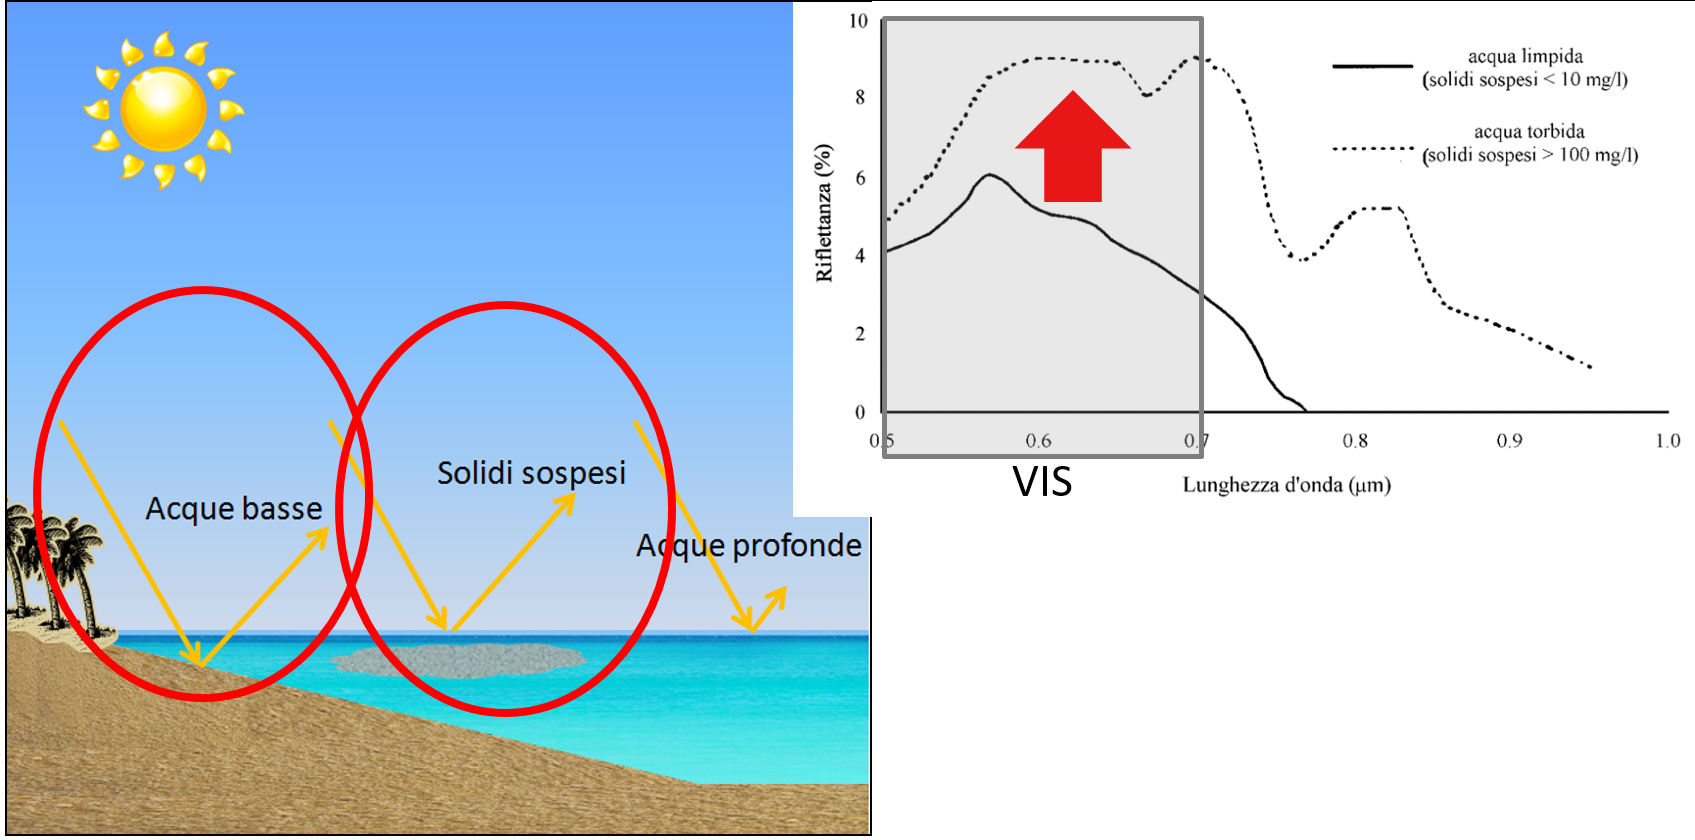 Acque basse
Solidi sospesi
Acque profonde
10
8
6
4
2
0
Riflettanza (%)
0.5 0.6 0.7 0.8 0.9 1.0
VIS
Lunghezza d'onda (μm)
acqua limpida
(solidi sospesi < 10 mg/l)
acqua torbida
(solidi sospesi > 100 mg/l)